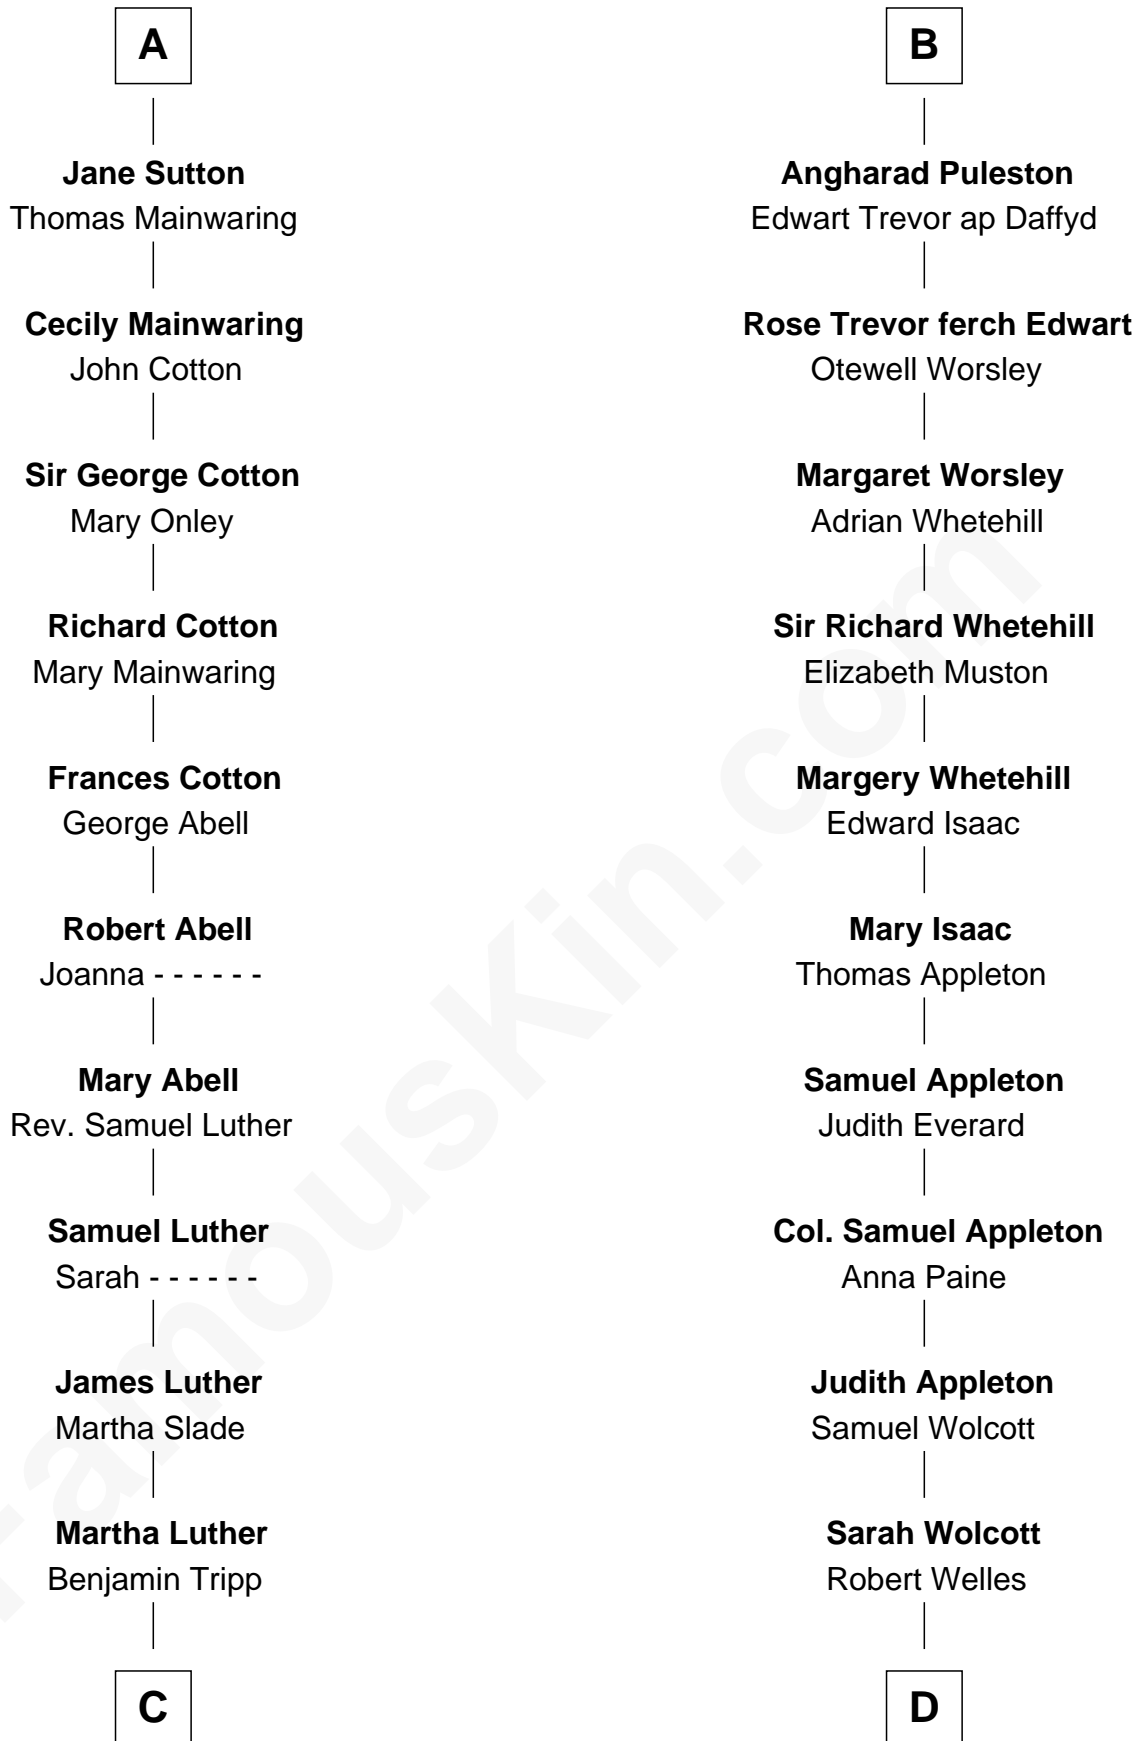 A
Jane Sutton
Thomas Mainwaring
Cecily Mainwaring
John Cotton
Sir George Cotton
Mary Onley
Richard Cotton
Mary Mainwaring
Frances Cotton
George Abell
Robert Abell
Joanna - - - - - -
Mary Abell
Rev. Samuel Luther
Samuel Luther
Sarah - - - - - -
James Luther
Martha Slade
Martha Luther
Benjamin Tripp
C
B
Angharad Puleston
Edwart Trevor ap Daffyd
Rose Trevor ferch Edwart
Otewell Worsley
Margaret Worsley
Adrian Whetehill
Sir Richard Whetehill
Elizabeth Muston
Margery Whetehill
Edward Isaac
Mary Isaac
Thomas Appleton
Samuel Appleton
Judith Everard
Col. Samuel Appleton
Anna Paine
Judith Appleton
Samuel Wolcott
Sarah Wolcott
Robert Welles
D
FamousKin.com